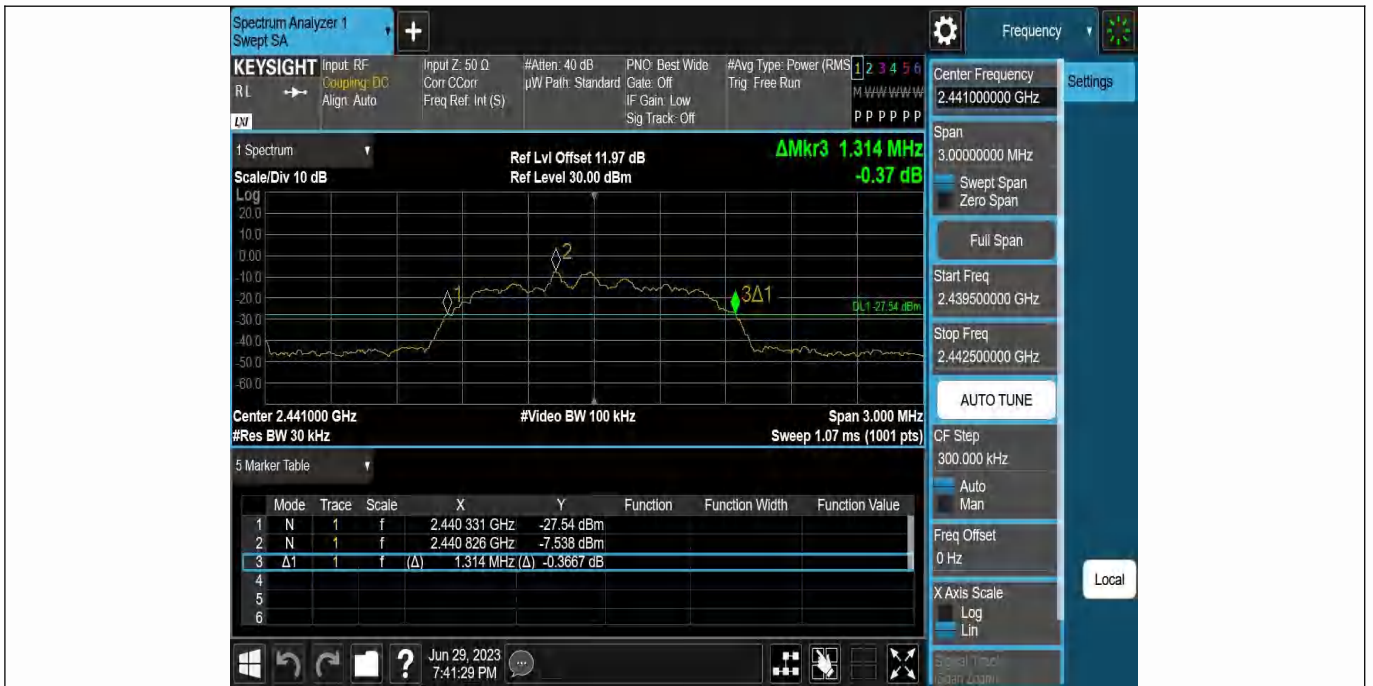 Spectrum Analyzer 1
Swept SA
+
Frequency
KEYSIGHT
RL
LXI
Input: RF
Coupling: DC
Align: Auto
Input Z: 50 Ω
Corr CCorr
Freq Ref: Int (S)
#Atten: 40 dB
µW Path: Standard
PNO: Best Wide
Gate: Off
IF Gain: Low
Sig Track: Off
#Avg Type: Power (RMS
Trig: Free Run
1 2 3 4 5 6
M W W W W W
P P P P P P
1 Spectrum
Scale/Div 10 dB
Ref Lvl Offset 11.97 dB
Ref Level 30.00 dBm
ΔMkr3 1.314 MHz
-0.37 dB
Log
20.0
10.0
0.00
-10.0
-20.0
-30.0
-40.0
-50.0
-60.0
1
2
3Δ1
DL1 -27.54 dBm
Center 2.441000 GHz
#Video BW 100 kHz
Span 3.000 MHz
#Res BW 30 kHz
Sweep 1.07 ms (1001 pts)
5 Marker Table
Mode Trace Scale X Y Function Function Width Function Value
1 N 1 f 2.440 331 GHz -27.54 dBm
2 N 1 f 2.440 826 GHz -7.538 dBm
3 Δ1 1 f (Δ) 1.314 MHz (Δ) -0.3667 dB
4
5
6
?
Jun 29, 2023
7:41:29 PM
Center Frequency
2.441000000 GHz
Settings
Span
3.00000000 MHz
Swept Span
Zero Span
Full Span
Start Freq
2.439500000 GHz
Stop Freq
2.442500000 GHz
AUTO TUNE
CF Step
300.000 kHz
Auto
Man
Freq Offset
0 Hz
X Axis Scale
Log
Lin
Signal Track
(Span Zoom)
Local